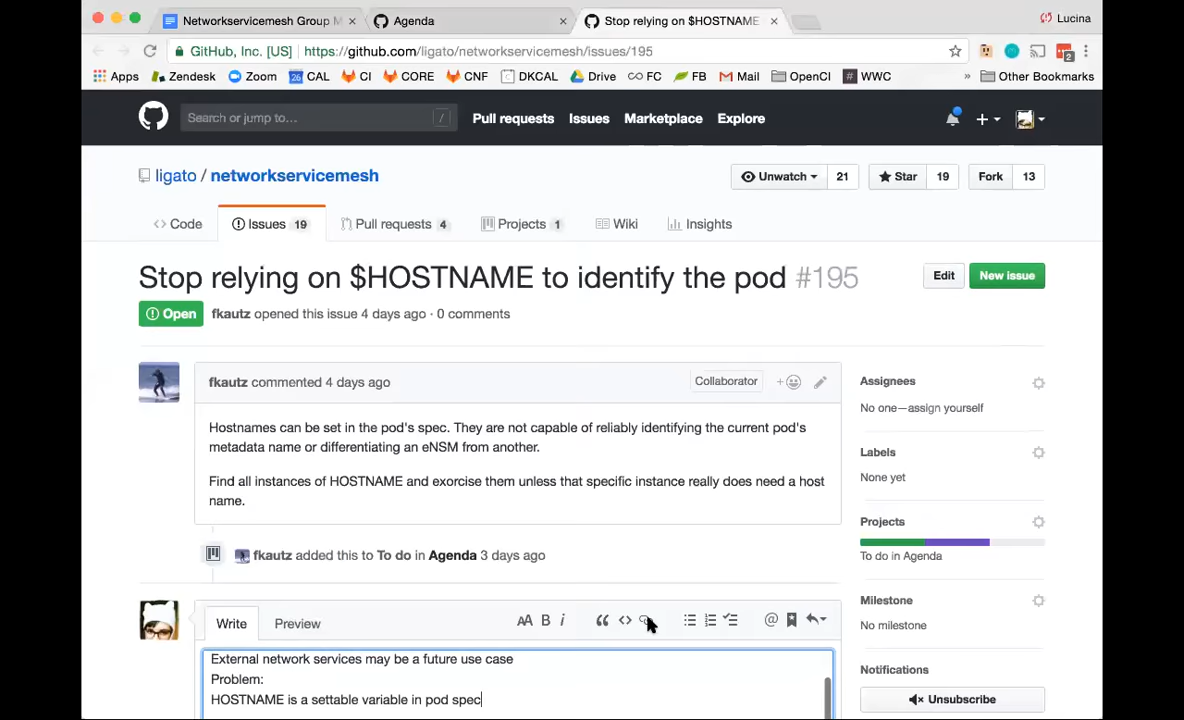 Networkservicemesh Group M
Agenda
Stop relying on $HOSTNAME
Lucina
GitHub, Inc. [US]
https://github.com/ligato/networkservicemesh/issues/195
Apps
Zendesk
Zoom
CAL
CI
CORE
CNF
DKCAL
Drive
FC
FB
Mail
OpenCI
WWC
»
Other Bookmarks
Search or jump to…
/
Pull requests
Issues
Marketplace
Explore
ligato / networkservicemesh
Unwatch
21
Star
19
Fork
13
Code
Issues 19
Pull requests 4
Projects 1
Wiki
Insights
Stop relying on $HOSTNAME to identify the pod #195
Edit
New issue
Open
fkautz opened this issue 4 days ago · 0 comments
fkautz commented 4 days ago
Collaborator
Hostnames can be set in the pod's spec. They are not capable of reliably identifying the current pod's
metadata name or differentiating an eNSM from another.
Find all instances of HOSTNAME and exorcise them unless that specific instance really does need a host
name.
fkautz added this to To do in Agenda 3 days ago
Write
Preview
AA B i
External network services may be a future use case
Problem:
HOSTNAME is a settable variable in pod spec
Assignees
No one—assign yourself
Labels
None yet
Projects
To do in Agenda
Milestone
No milestone
Notifications
Unsubscribe